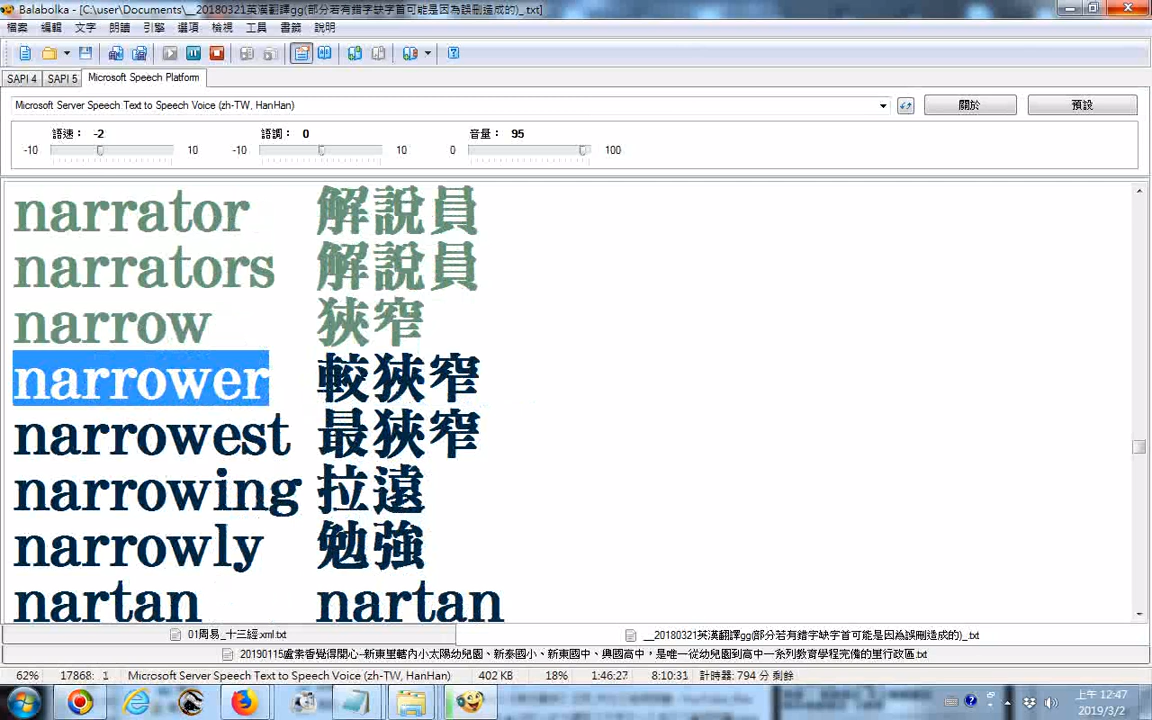 Balabolka - [C:\user\Documents\__20180321英漢翻譯gg(部分若有錯字缺字首可能是因為誤刪造成的)_.txt]
檔案 編輯 文字 朗讀 引擎 選項 檢視 工具 書籤 說明
SAPI 4 SAPI 5 Microsoft Speech Platform
Microsoft Server Speech Text to Speech Voice (zh-TW, HanHan) 關於 預設
語速： -2 語調： 0 音量： 95
-10 10 -10 10 0 100
narrator 解說員
narrators 解說員
narrow 狹窄
narrower 較狹窄
narrowest 最狹窄
narrowing 拉遠
narrowly 勉強
nartan nartan
01周易_十三經.xml.txt __20180321英漢翻譯gg(部分若有錯字缺字首可能是因為誤刪造成的)_.txt
20190115盧素香覺得開心--新東里轄內小太陽幼兒園、新泰國小、新東國中、興國高中，是唯一從幼兒園到高中一系列教育學程完備的里行政區.txt
62% 17868: 1 Microsoft Server Speech Text to Speech Voice (zh-TW, HanHan) 402 KB 18% 1:46:27 8:10:31 計時器: 794 分 剩餘
上午 12:47
2019/3/2